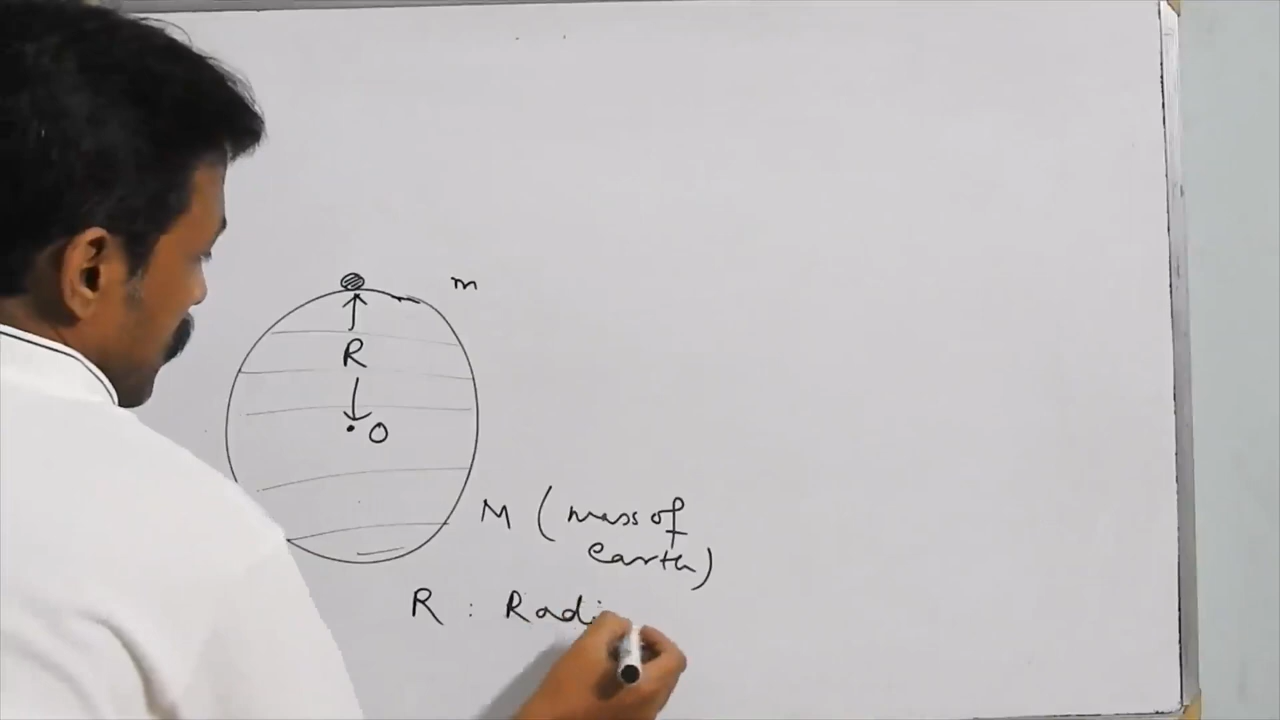 m
R
O
M (mass of
earth)
R : Radi